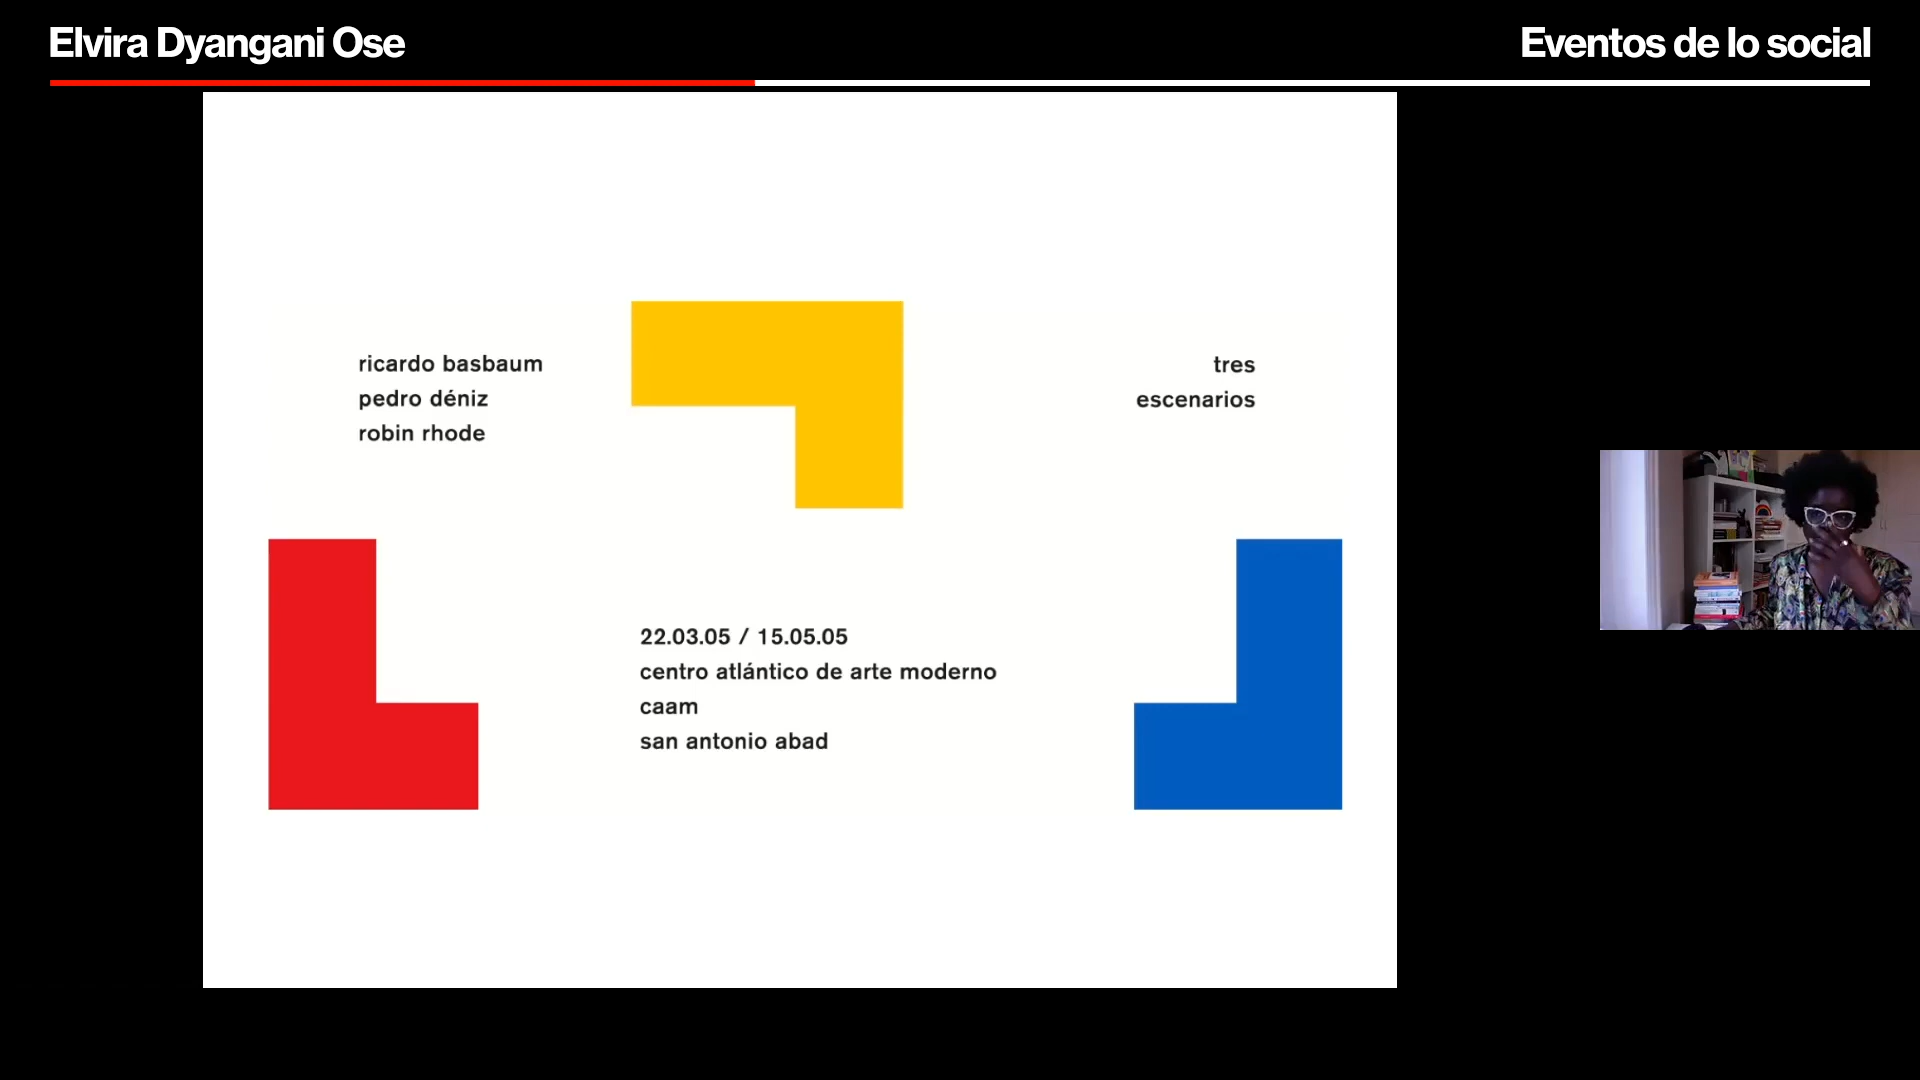 Elvira Dyangani Ose
Eventos de lo social
ricardo basbaum
pedro déniz
robin rhode
tres
escenarios
22.03.05 / 15.05.05
centro atlántico de arte moderno
caam
san antonio abad